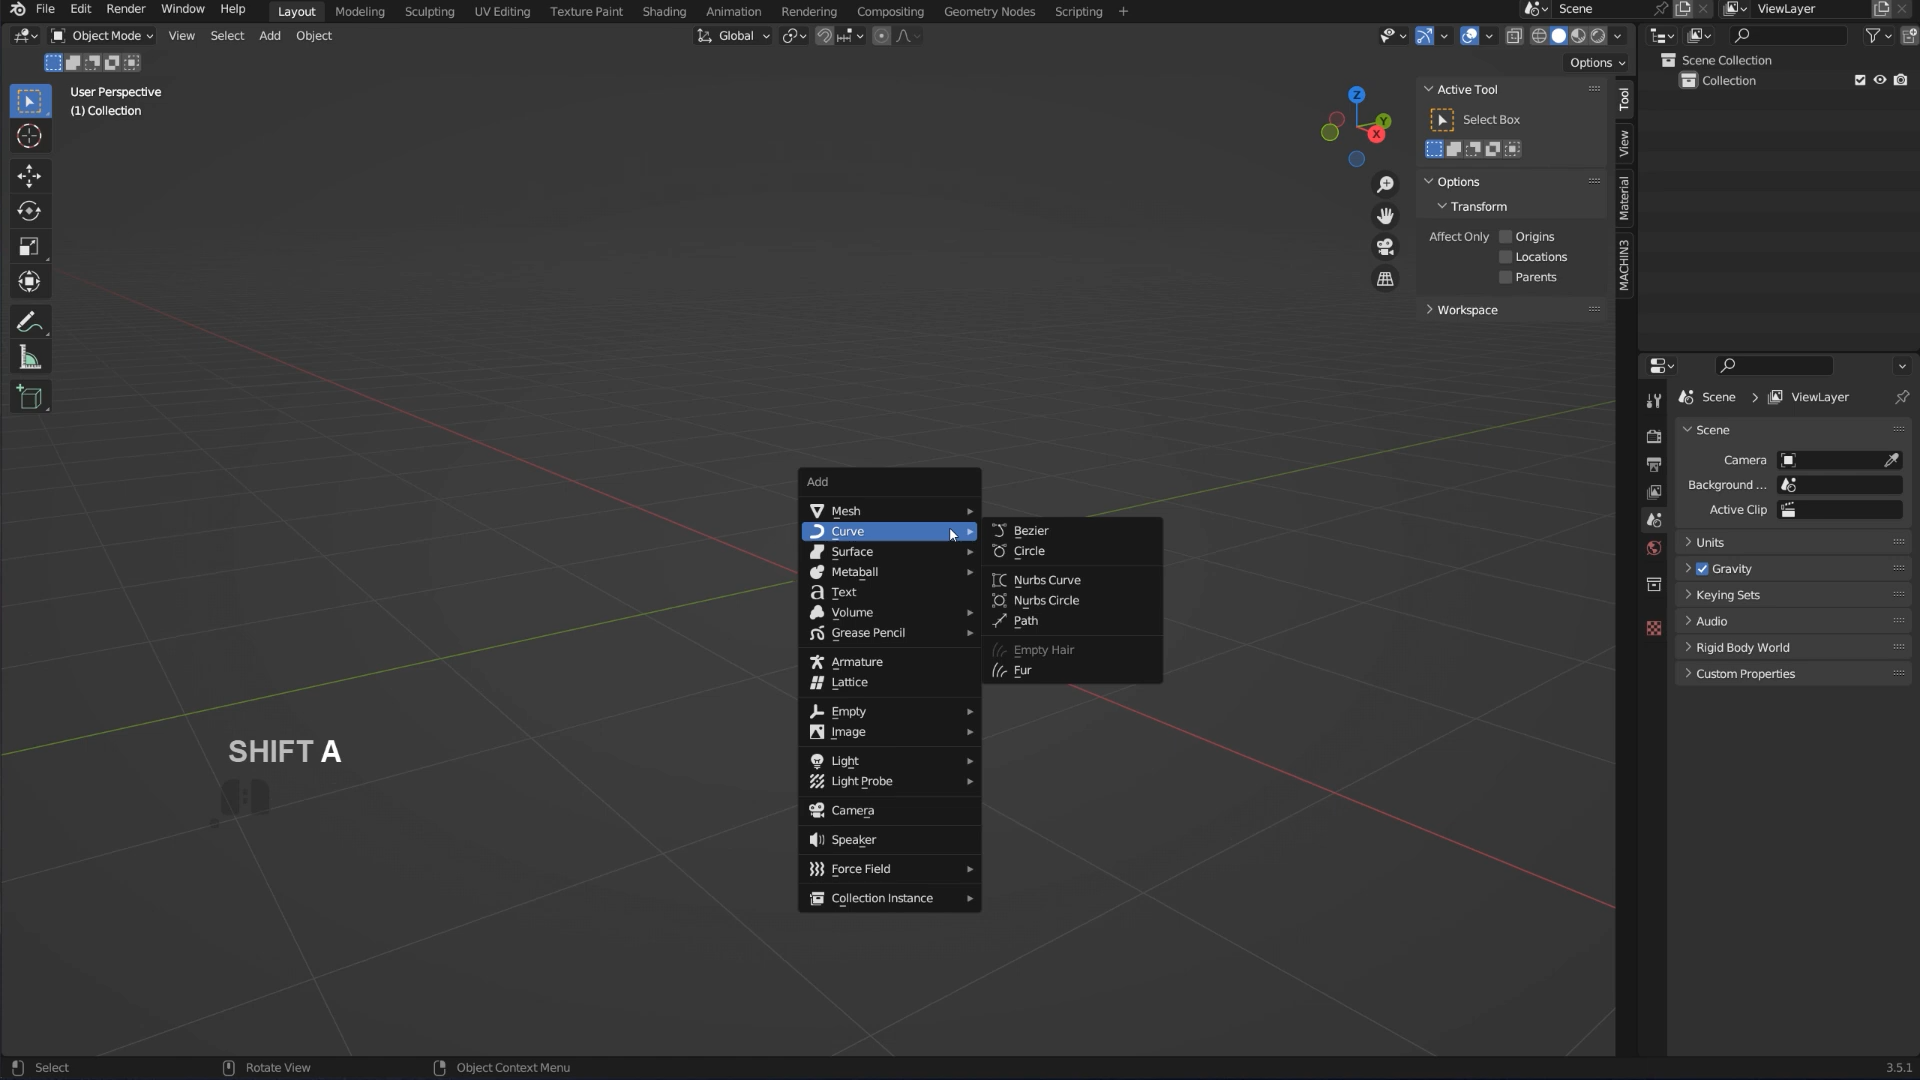 File Edit Render Window Help Layout Modeling Sculpting UV Editing Texture Paint Shading Animation Rendering Compositing Geometry Nodes Scripting + Scene ViewLayer
Object Mode View Select Add Object Global
Options
User Perspective
(1) Collection
Z
Y
X
Active Tool
Select Box
Options
Transform
Affect Only Origins
Locations
Parents
Workspace
Tool
View
Material
MACHIN3
Scene Collection
Collection
Scene > ViewLayer
Scene
Camera
Background ...
Active Clip
Units
Gravity
Keying Sets
Audio
Rigid Body World
Custom Properties
Add
Mesh
Curve
Surface
Metaball
Text
Volume
Grease Pencil
Armature
Lattice
Empty
Image
Light
Light Probe
Camera
Speaker
Force Field
Collection Instance
Bezier
Circle
Nurbs Curve
Nurbs Circle
Path
Empty Hair
Fur
SHIFT A
Select Rotate View Object Context Menu 3.5.1